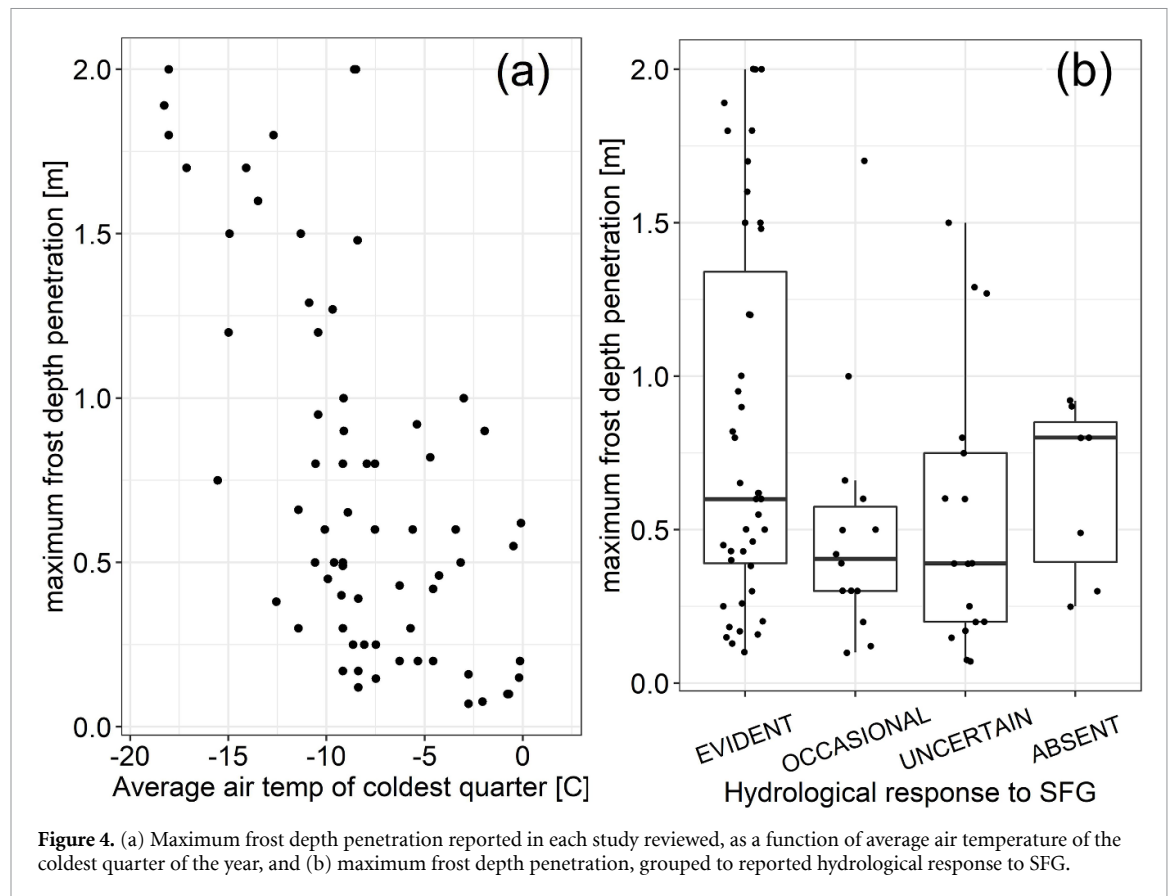 (a)
maximum frost depth penetration [m]
2.0
1.5
1.0
0.5
0.0
-20 -15 -10 -5 0
Average air temp of coldest quarter [C]
(b)
maximum frost depth penetration [m]
2.0
1.5
1.0
0.5
0.0
EVIDENT OCCASIONAL UNCERTAIN ABSENT
Hydrological response to SFG
Figure 4. (a) Maximum frost depth penetration reported in each study reviewed, as a function of average air temperature of the
coldest quarter of the year, and (b) maximum frost depth penetration, grouped to reported hydrological response to SFG.